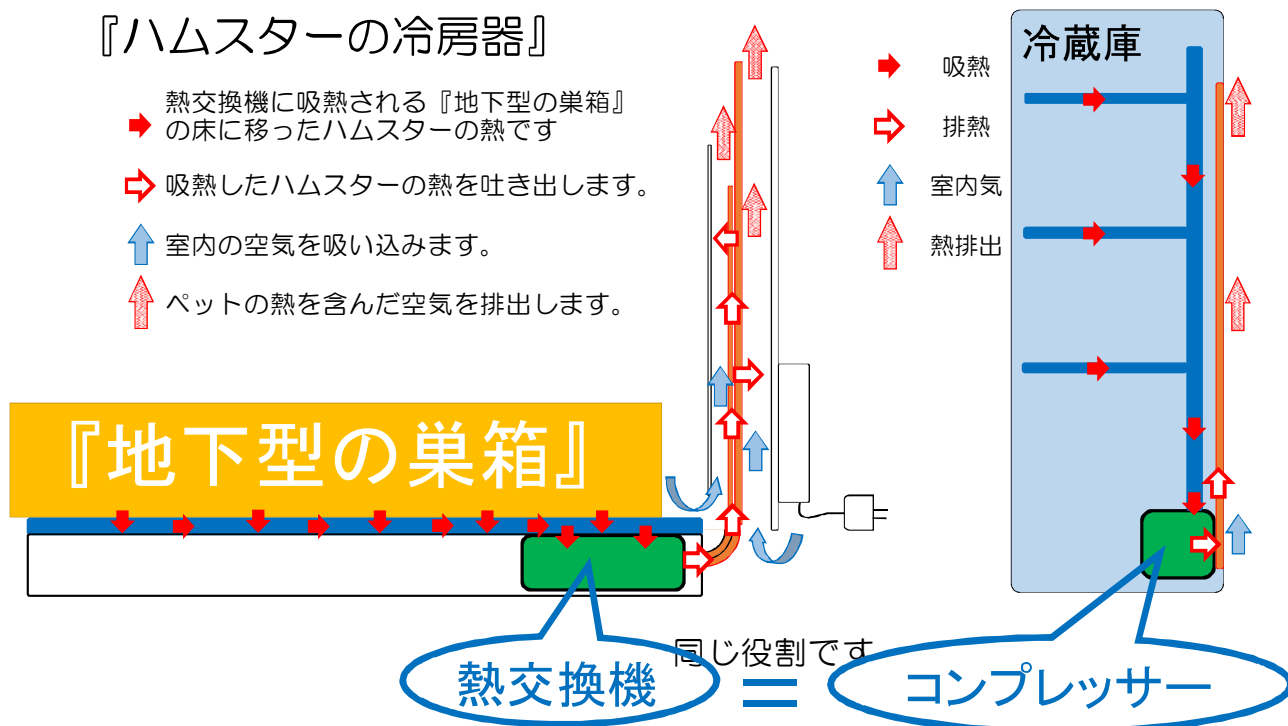 『ハムスターの冷房器』
熱交換機に吸熱される『地下型の巣箱』
の床に移ったハムスターの熱です
吸熱したハムスターの熱を吐き出します。
室内の空気を吸い込みます。
ペットの熱を含んだ空気を排出します。
吸熱
排熱
室内気
熱排出
冷蔵庫
『地下型の巣箱』
同じ役割です
熱交換機
＝
コンプレッサー